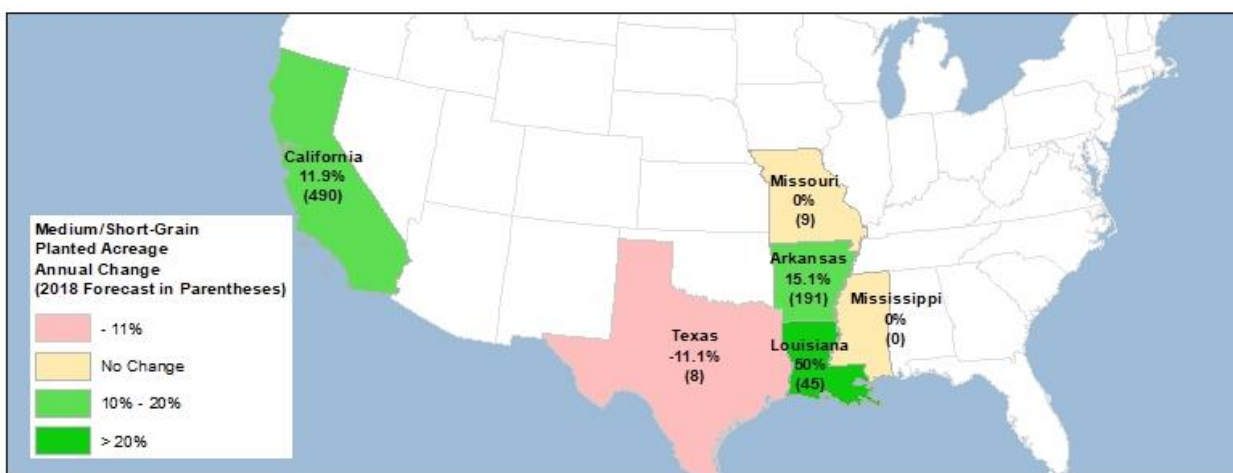 California
11.9%
(490)
Missouri
0%
(9)
Arkansas
15.1%
(191)
Mississippi
0%
(0)
Texas
-11.1%
(8)
Louisiana
50%
(45)
Medium/Short-Grain
Planted Acreage
Annual Change
(2018 Forecast in Parentheses)
- 11%
No Change
10% - 20%
> 20%